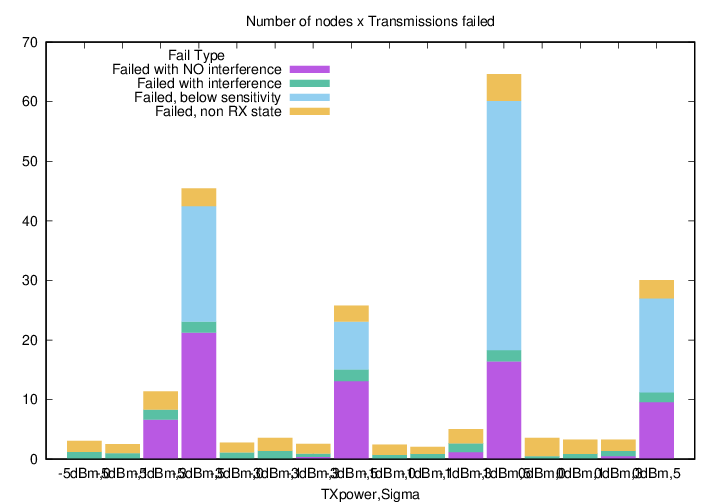 Number of nodes x Transmissions failed
70
60
50
40
30
20
10
0
Fail Type
Failed with NO interference
Failed with interference
Failed, below sensitivity
Failed, non RX state
TXpower,Sigma